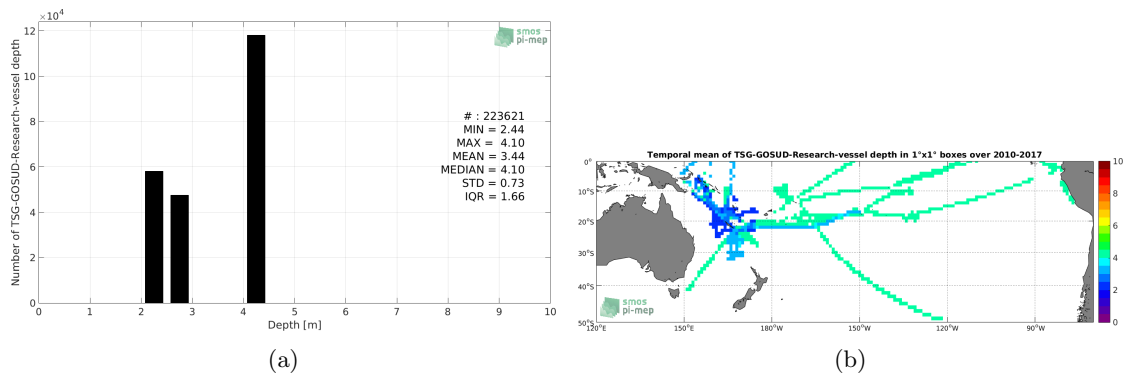 ×10⁴
12
10
8
6
4
2
0
Number of TSG-GOSUD-Research-vessel depth
smos
pi-mep
# : 223621
MIN = 2.44
MAX = 4.10
MEAN = 3.44
MEDIAN = 4.10
STD = 0.73
IQR = 1.66
0 1 2 3 4 5 6 7 8 9 10
Depth [m]
(a)
Temporal mean of TSG-GOSUD-Research-vessel depth in 1°x1° boxes over 2010-2017
0°
10°S
20°S
30°S
40°S
50°S
120°E 150°E 180°W 150°W 120°W 90°W
smos
pi-mep
10
8
6
4
2
0
(b)